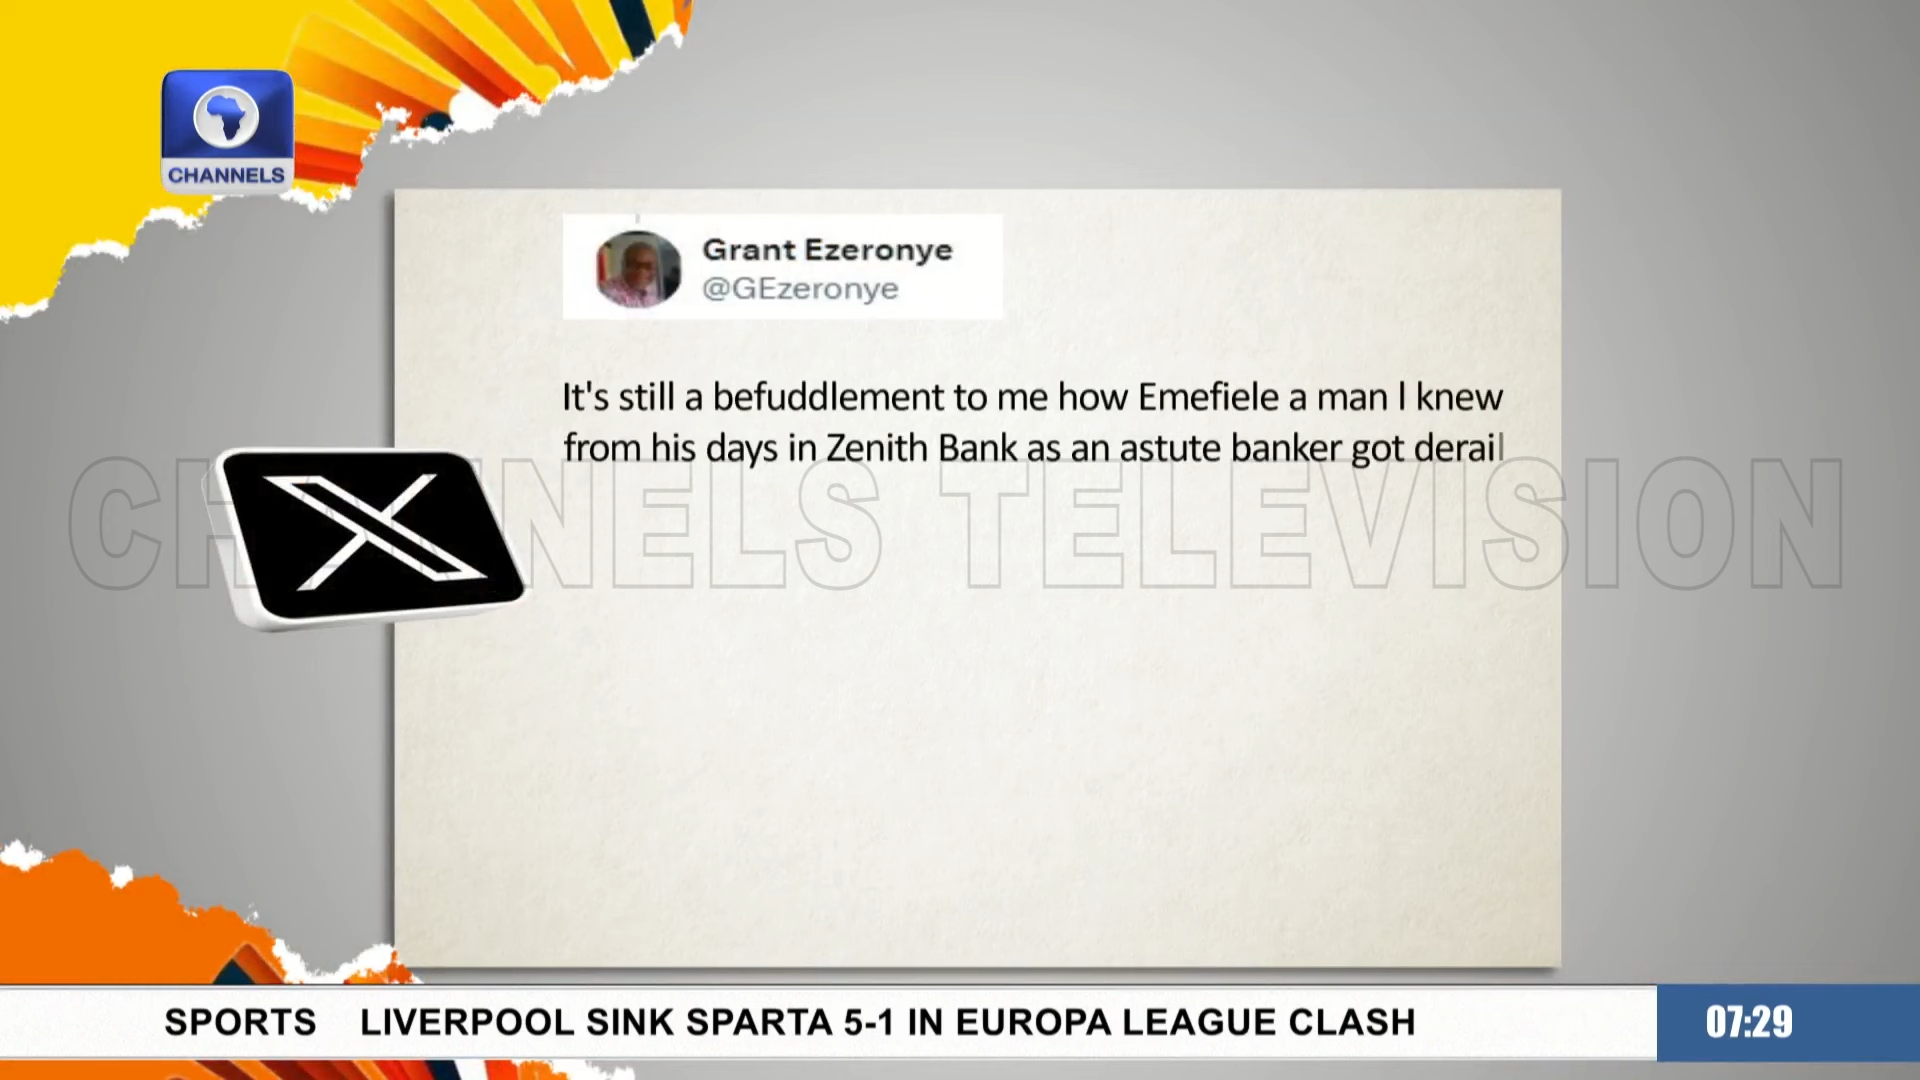 CHANNELS
Grant Ezeronye
@GEzeronye
It's still a befuddlement to me how Emefiele a man I knew
from his days in Zenith Bank as an astute banker got derail
CHANNELS TELEVISION
SPORTS LIVERPOOL SINK SPARTA 5-1 IN EUROPA LEAGUE CLASH
07:29